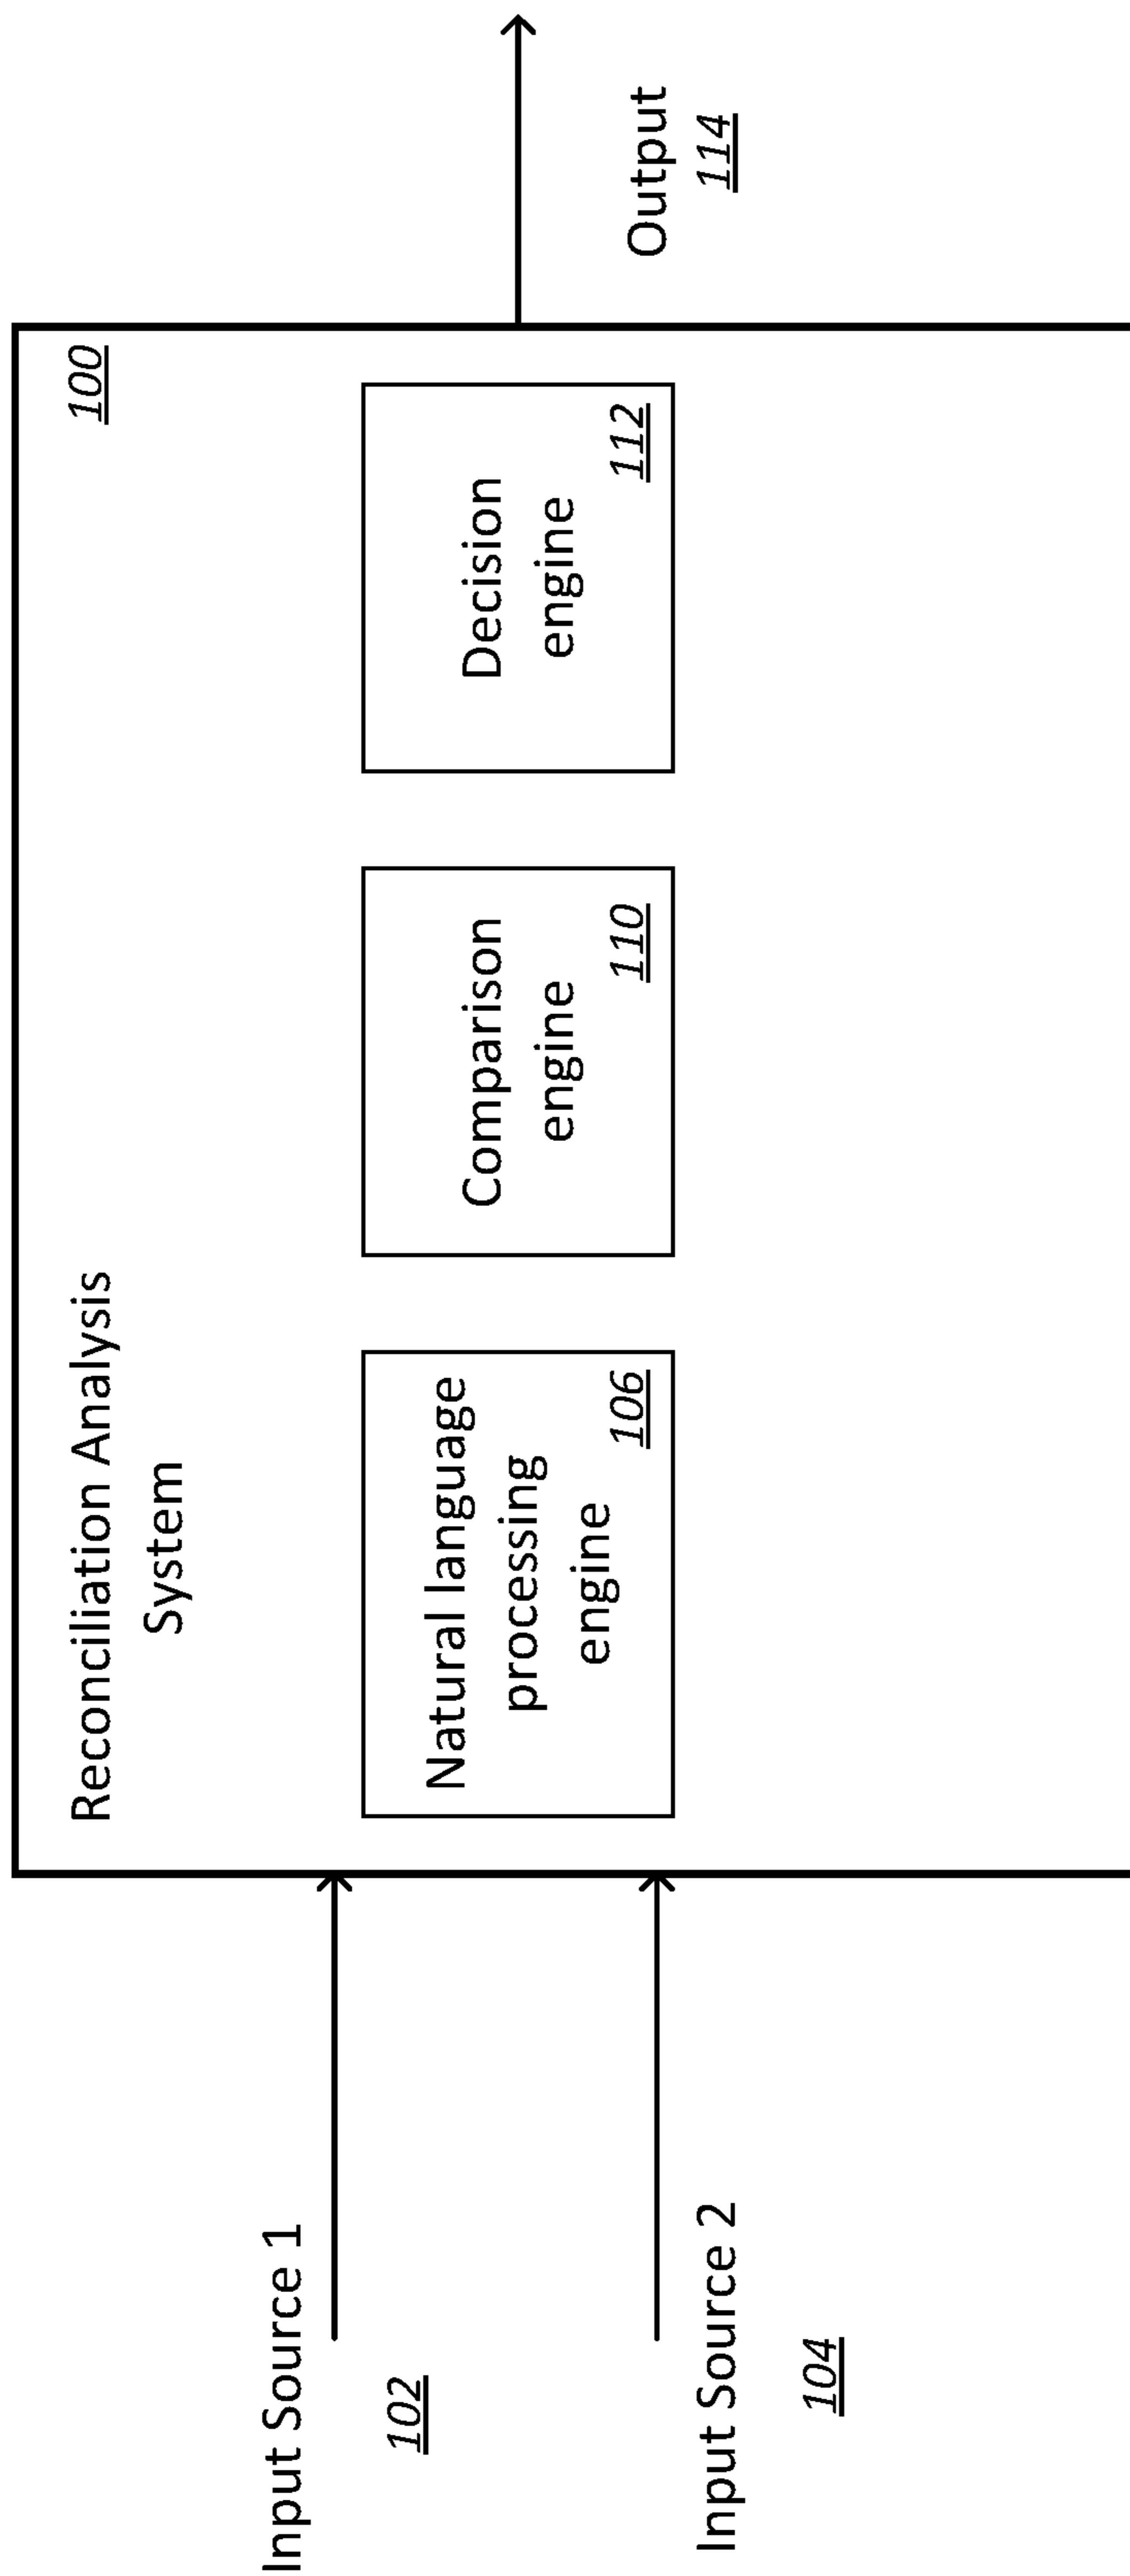 Input Source 1
102
Input Source 2
104
Reconciliation Analysis
System
100
Natural language
processing
engine
106
Comparison
engine
110
Decision
engine
112
Output
114